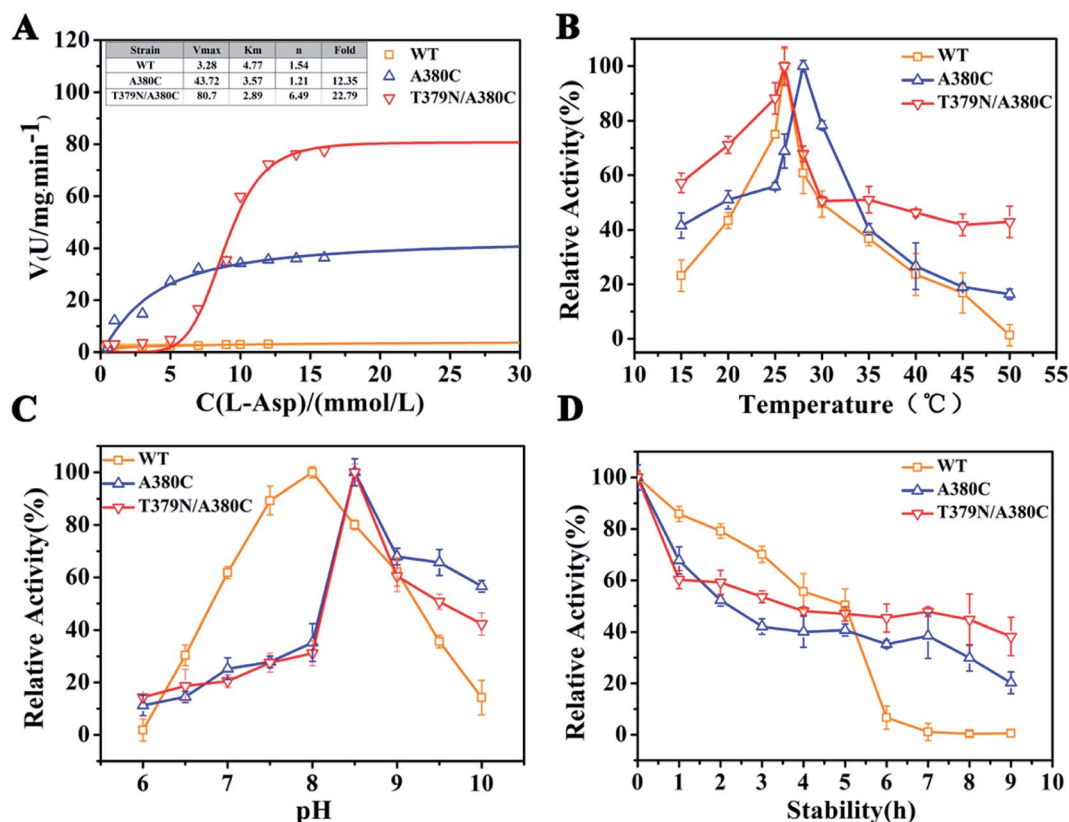 A
Strain Vmax Km n Fold
WT 3.28 4.77 1.54
A380C 43.72 3.57 1.21 12.35
T379N/A380C 80.7 2.89 6.49 22.79
WT
A380C
T379N/A380C
V(U/mg.min-1)
120
100
80
60
40
20
0
0 5 10 15 20 25 30
C(L-Asp)/(mmol/L)
B
WT
A380C
T379N/A380C
Relative Activity(%)
100
80
60
40
20
0
10 15 20 25 30 35 40 45 50 55
Temperature（℃）
C
WT
A380C
T379N/A380C
Relative Activity(%)
100
80
60
40
20
0
6 7 8 9 10
pH
D
WT
A380C
T379N/A380C
Relative Activity(%)
100
80
60
40
20
0
0 1 2 3 4 5 6 7 8 9 10
Stability(h)